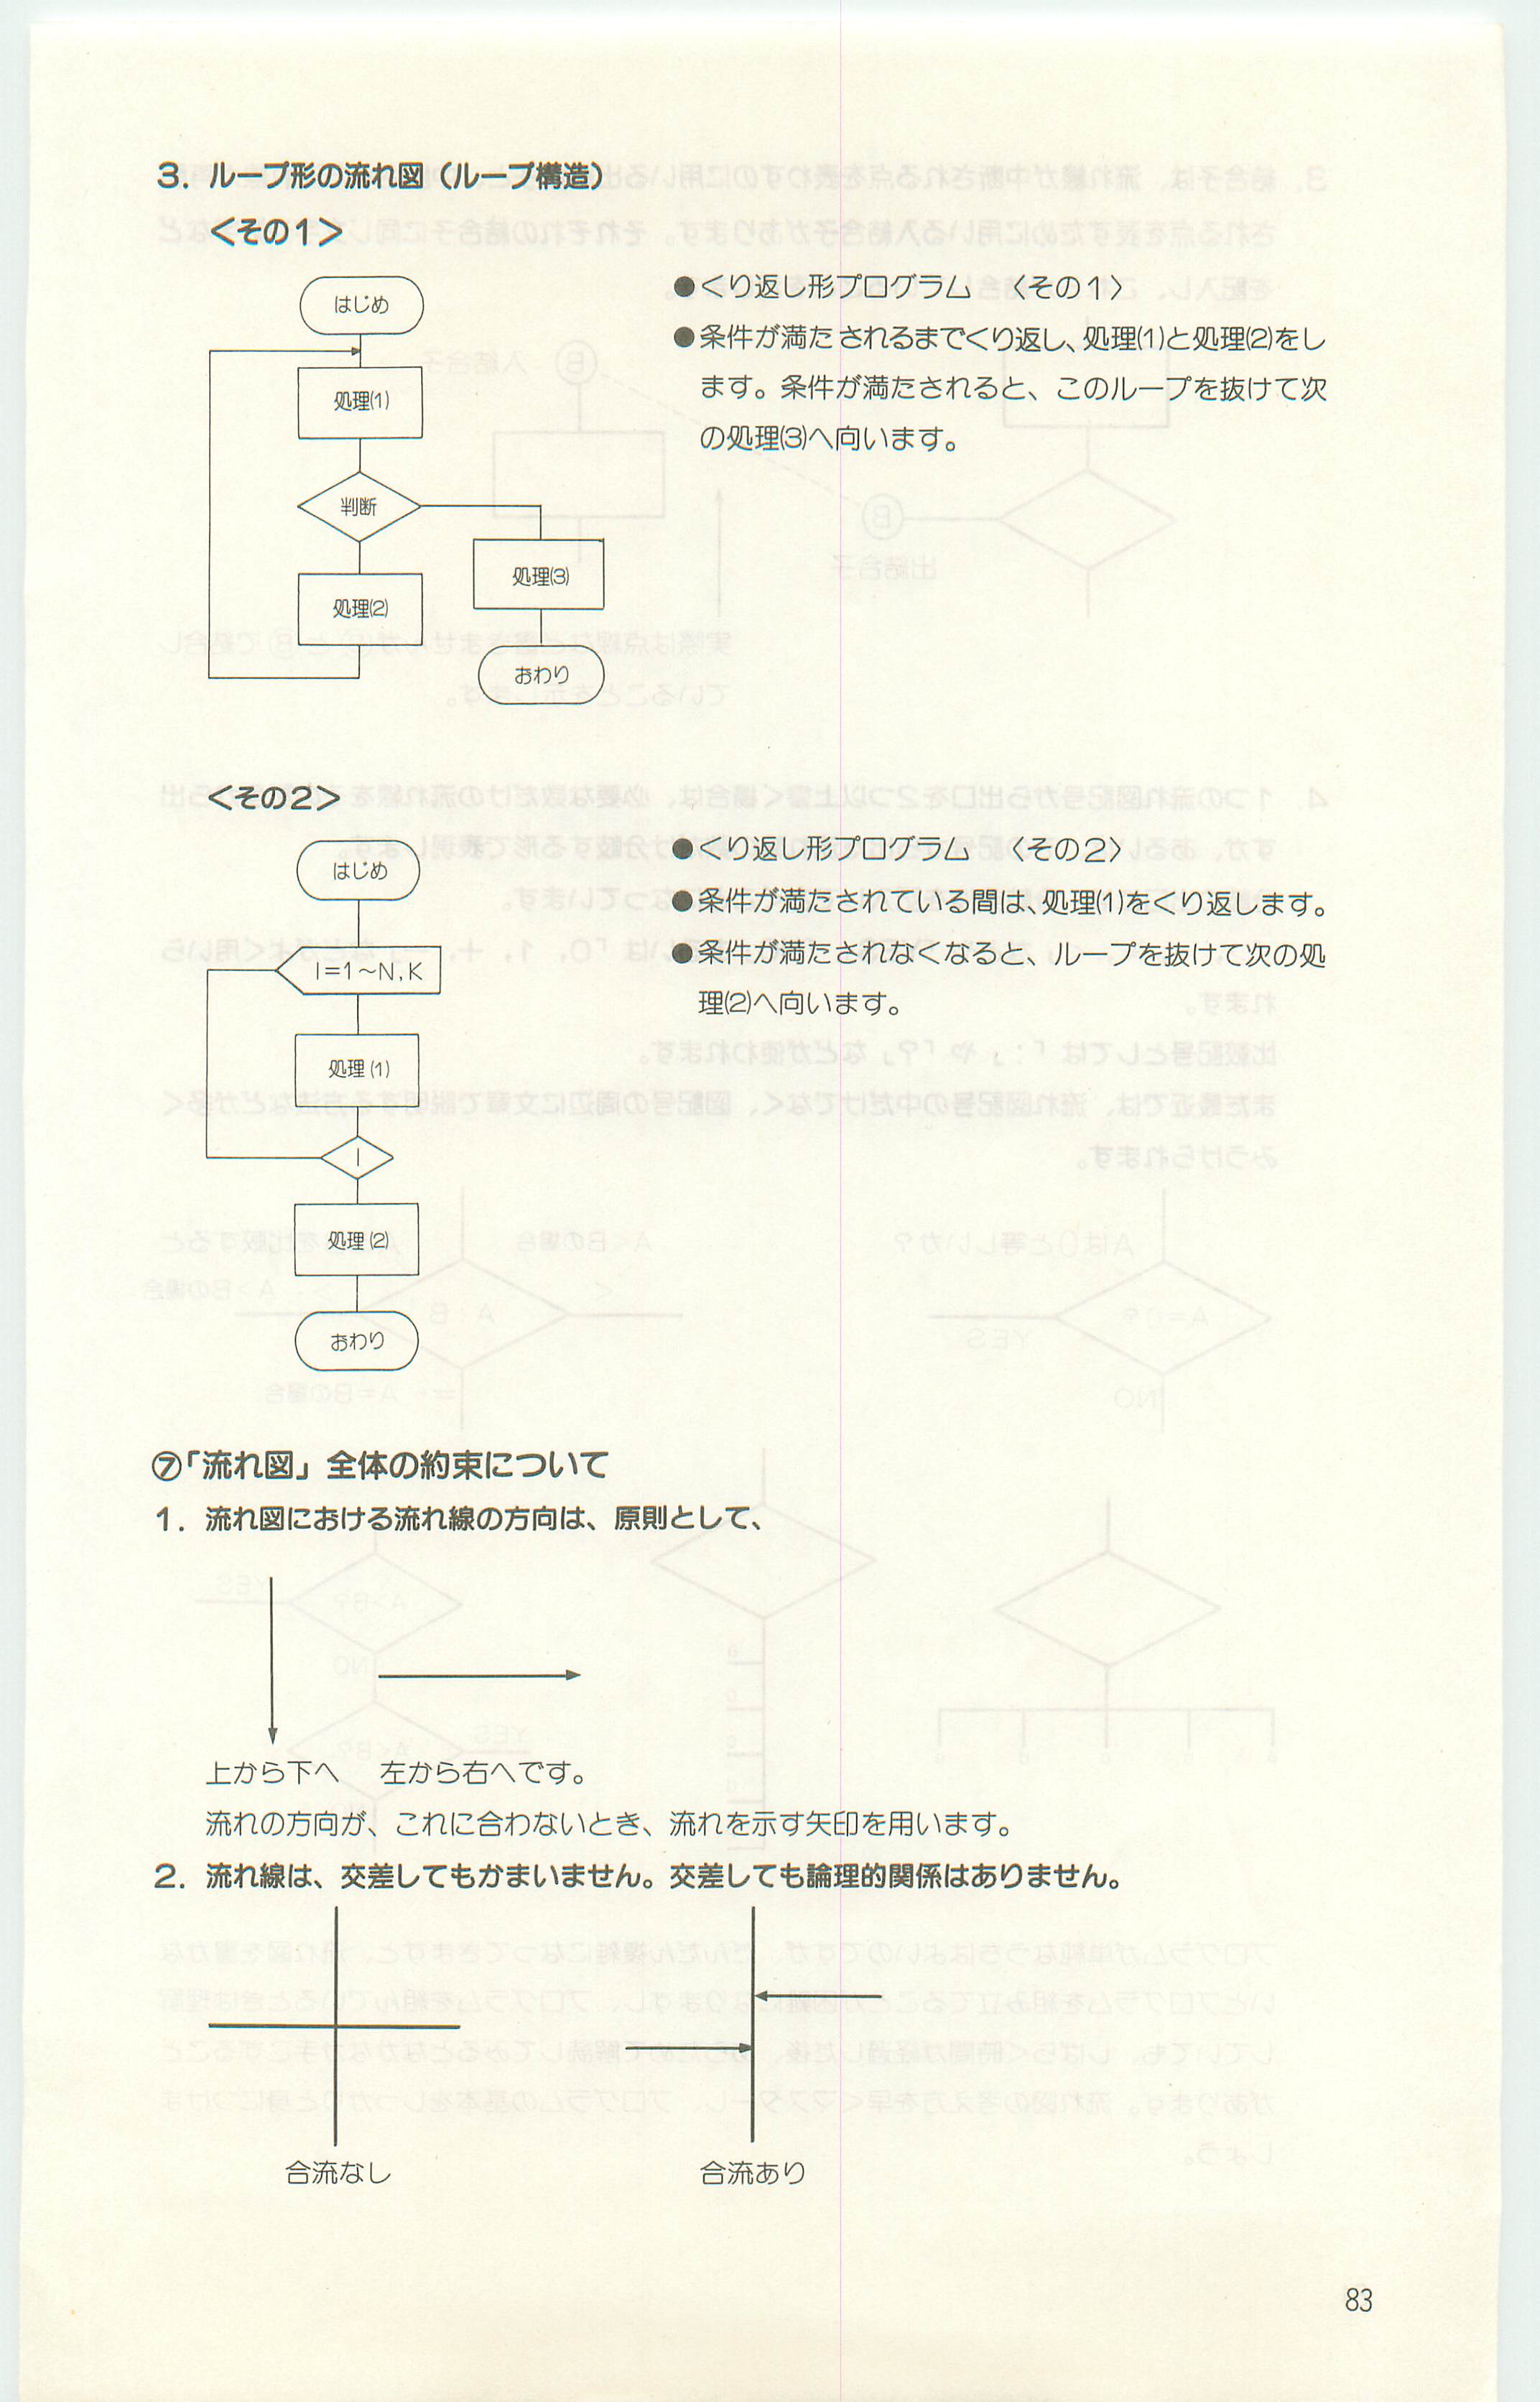 3. ループ形の流れ図（ループ構造）
＜その1＞
はじめ
処理(1)
判断
処理(2)
処理(3)
おわり
●くり返し形プログラム　〈その1〉
●条件が満たされるまでくり返し、処理(1)と処理(2)をし
ます。条件が満たされると、このループを抜けて次
の処理(3)へ向います。
＜その2＞
はじめ
I=1〜N,K
処理(1)
I
処理(2)
おわり
●くり返し形プログラム　〈その2〉
●条件が満たされている間は、処理(1)をくり返します。
●条件が満たされなくなると、ループを抜けて次の処
理(2)へ向います。
⑦「流れ図」全体の約束について
1. 流れ図における流れ線の方向は、原則として、
上から下へ　左から右へです。
流れの方向が、これに合わないとき、流れを示す矢印を用います。
2. 流れ線は、交差してもかまいません。交差しても論理的関係はありません。
合流なし
合流あり
83